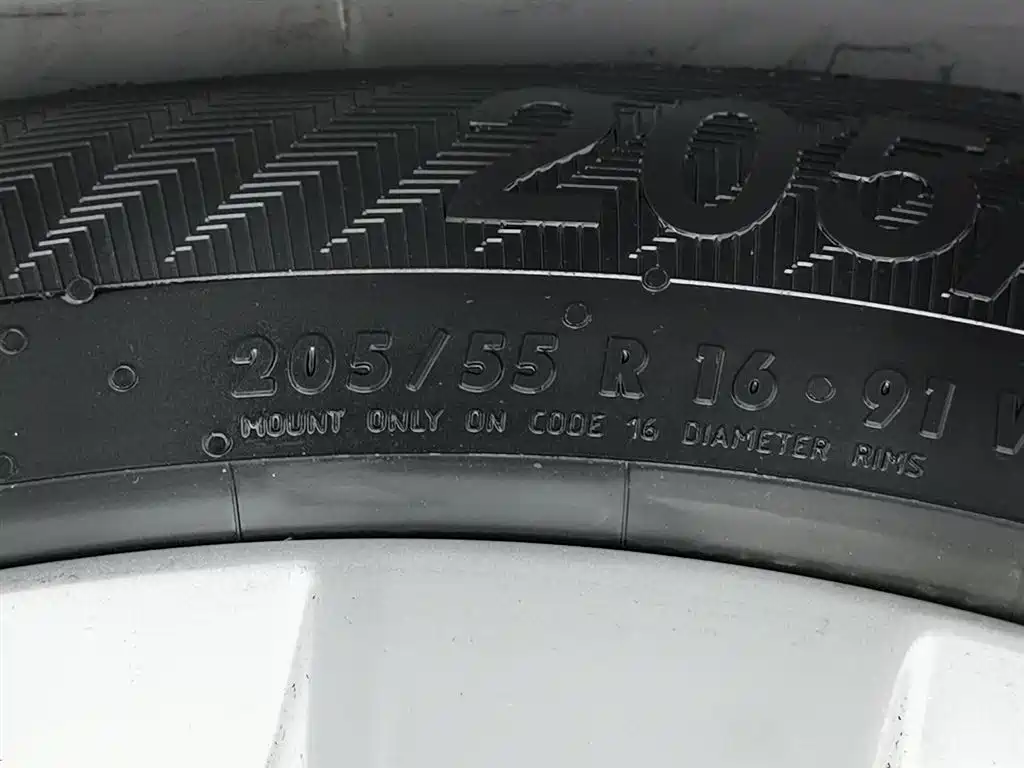 205/
205/55 R 16 • 91 V
MOUNT ONLY ON CODE 16 DIAMETER RIMS